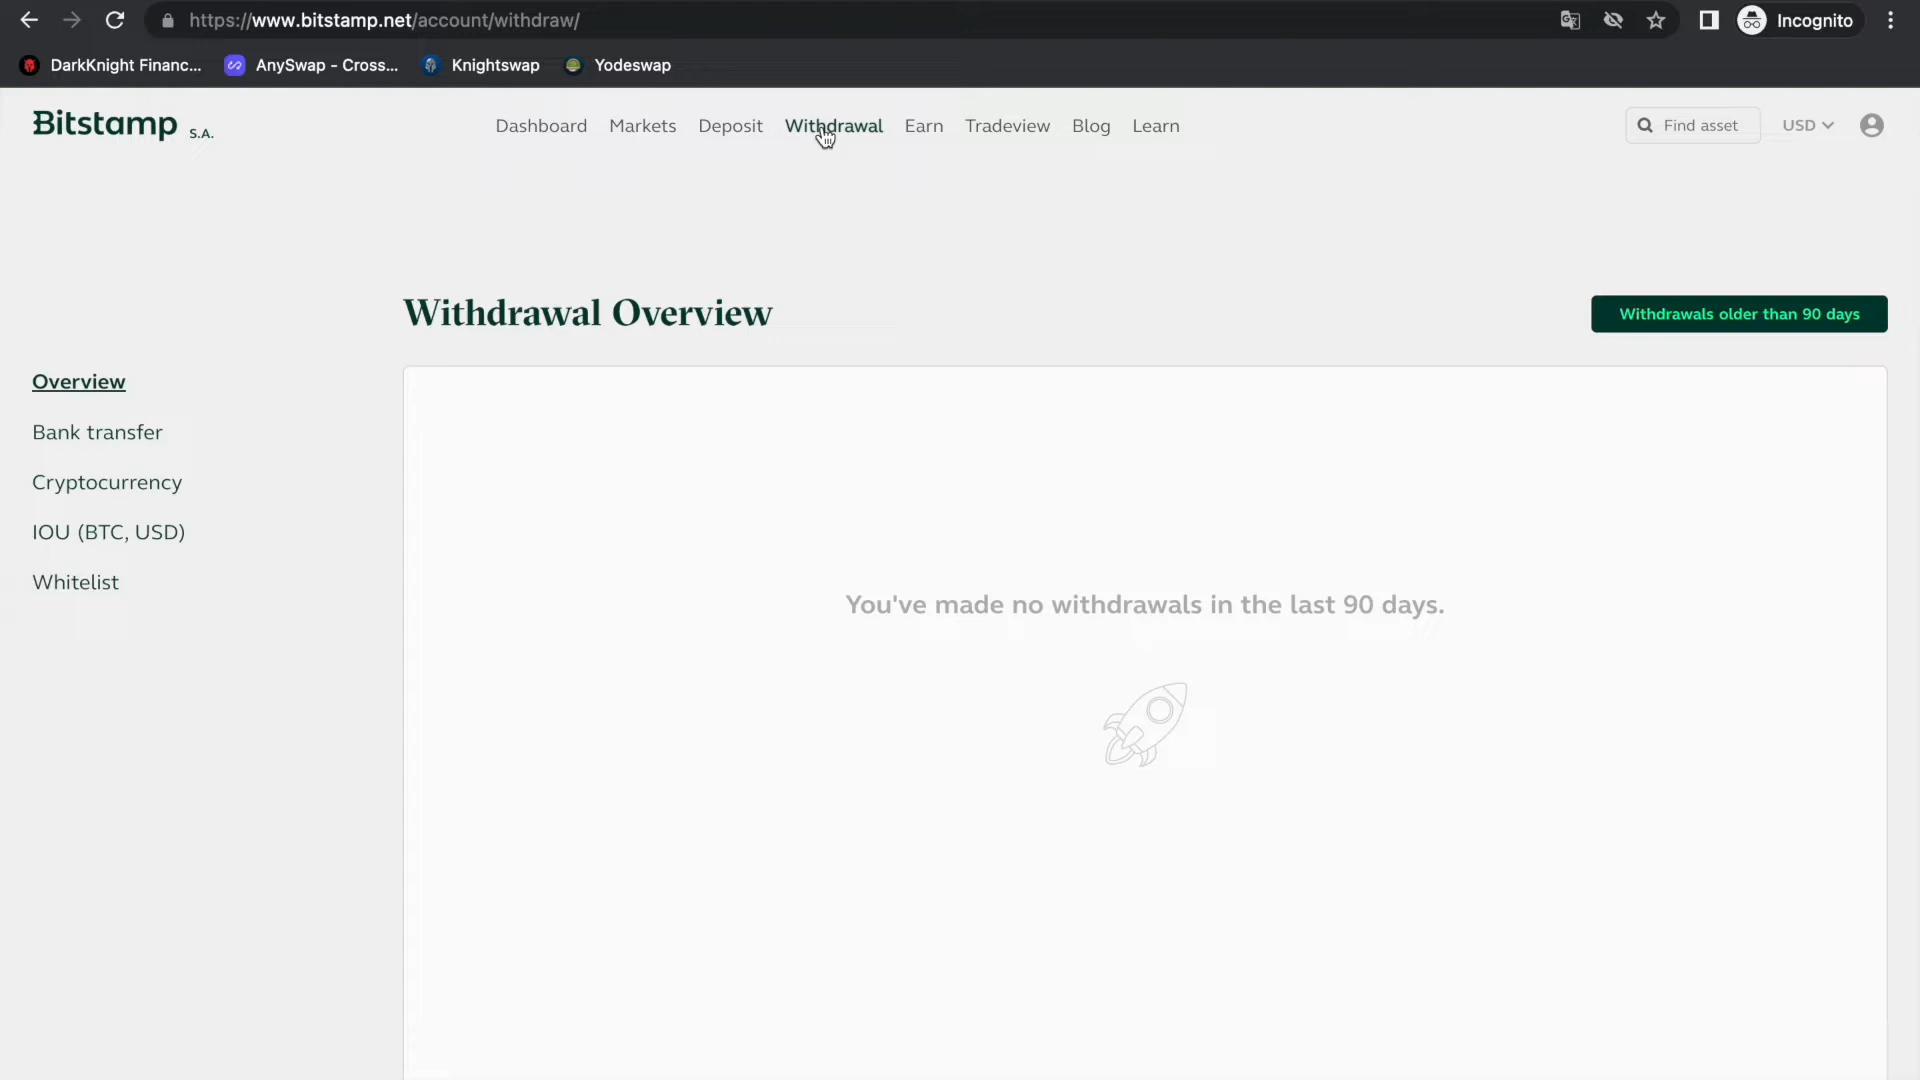 https://www.bitstamp.net/account/withdraw/
Incognito
DarkKnight Financ...
AnySwap - Cross...
Knightswap
Yodeswap
Bitstamp S.A.
Dashboard
Markets
Deposit
Withdrawal
Earn
Tradeview
Blog
Learn
Find asset
USD
Withdrawal Overview
Withdrawals older than 90 days
Overview
Bank transfer
Cryptocurrency
IOU (BTC, USD)
Whitelist
You've made no withdrawals in the last 90 days.